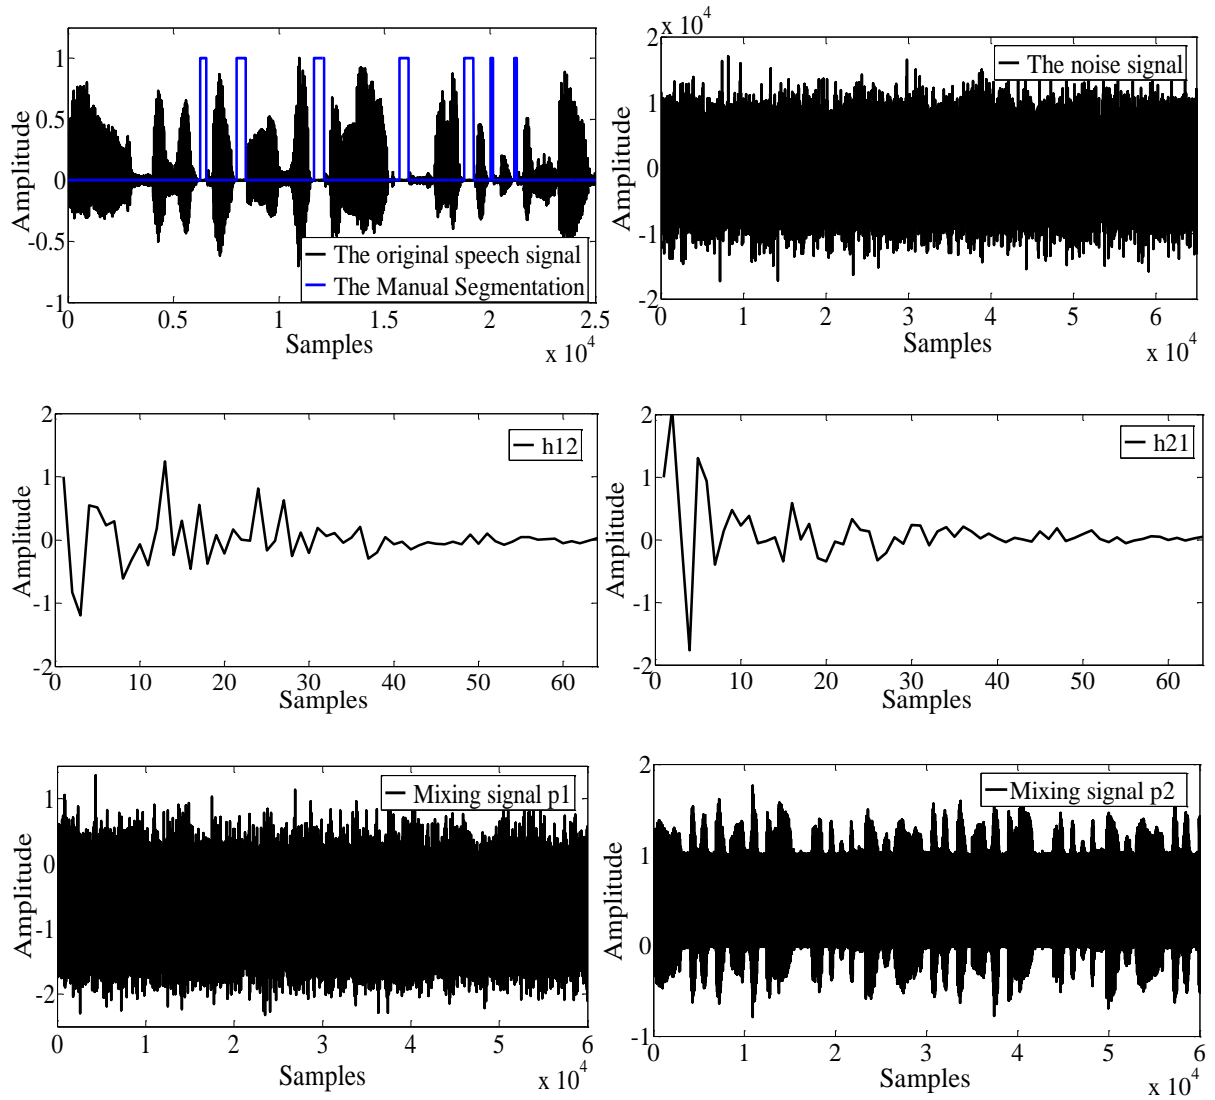 1
0.5
0
-0.5
-1
Amplitude
The original speech signal
The Manual Segmentation
0 0.5 1 1.5 2 2.5
Samples
x 10^4
x 10^4
2
1
0
-1
-2
Amplitude
The noise signal
0 1 2 3 4 5 6
Samples
x 10^4
2
1
0
-1
-2
Amplitude
h12
0 10 20 30 40 50 60
Samples
2
1
0
-1
-2
Amplitude
h21
0 10 20 30 40 50 60
Samples
1
0
-1
-2
Amplitude
Mixing signal p1
0 1 2 3 4 5 6
Samples
x 10^4
2
1
0
-1
Amplitude
Mixing signal p2
0 1 2 3 4 5 6
Samples
x 10^4